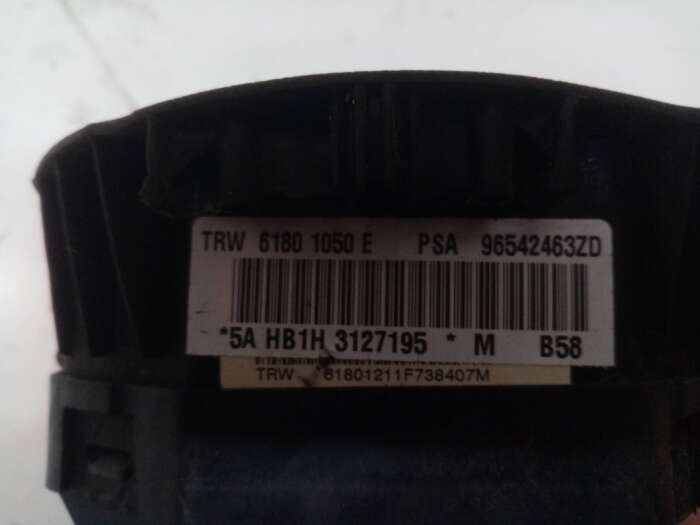 TRW 6180 1050 E PSA 96542463ZD
*5A HB1H 3127195 * M B58
TRW 61801211F738407M